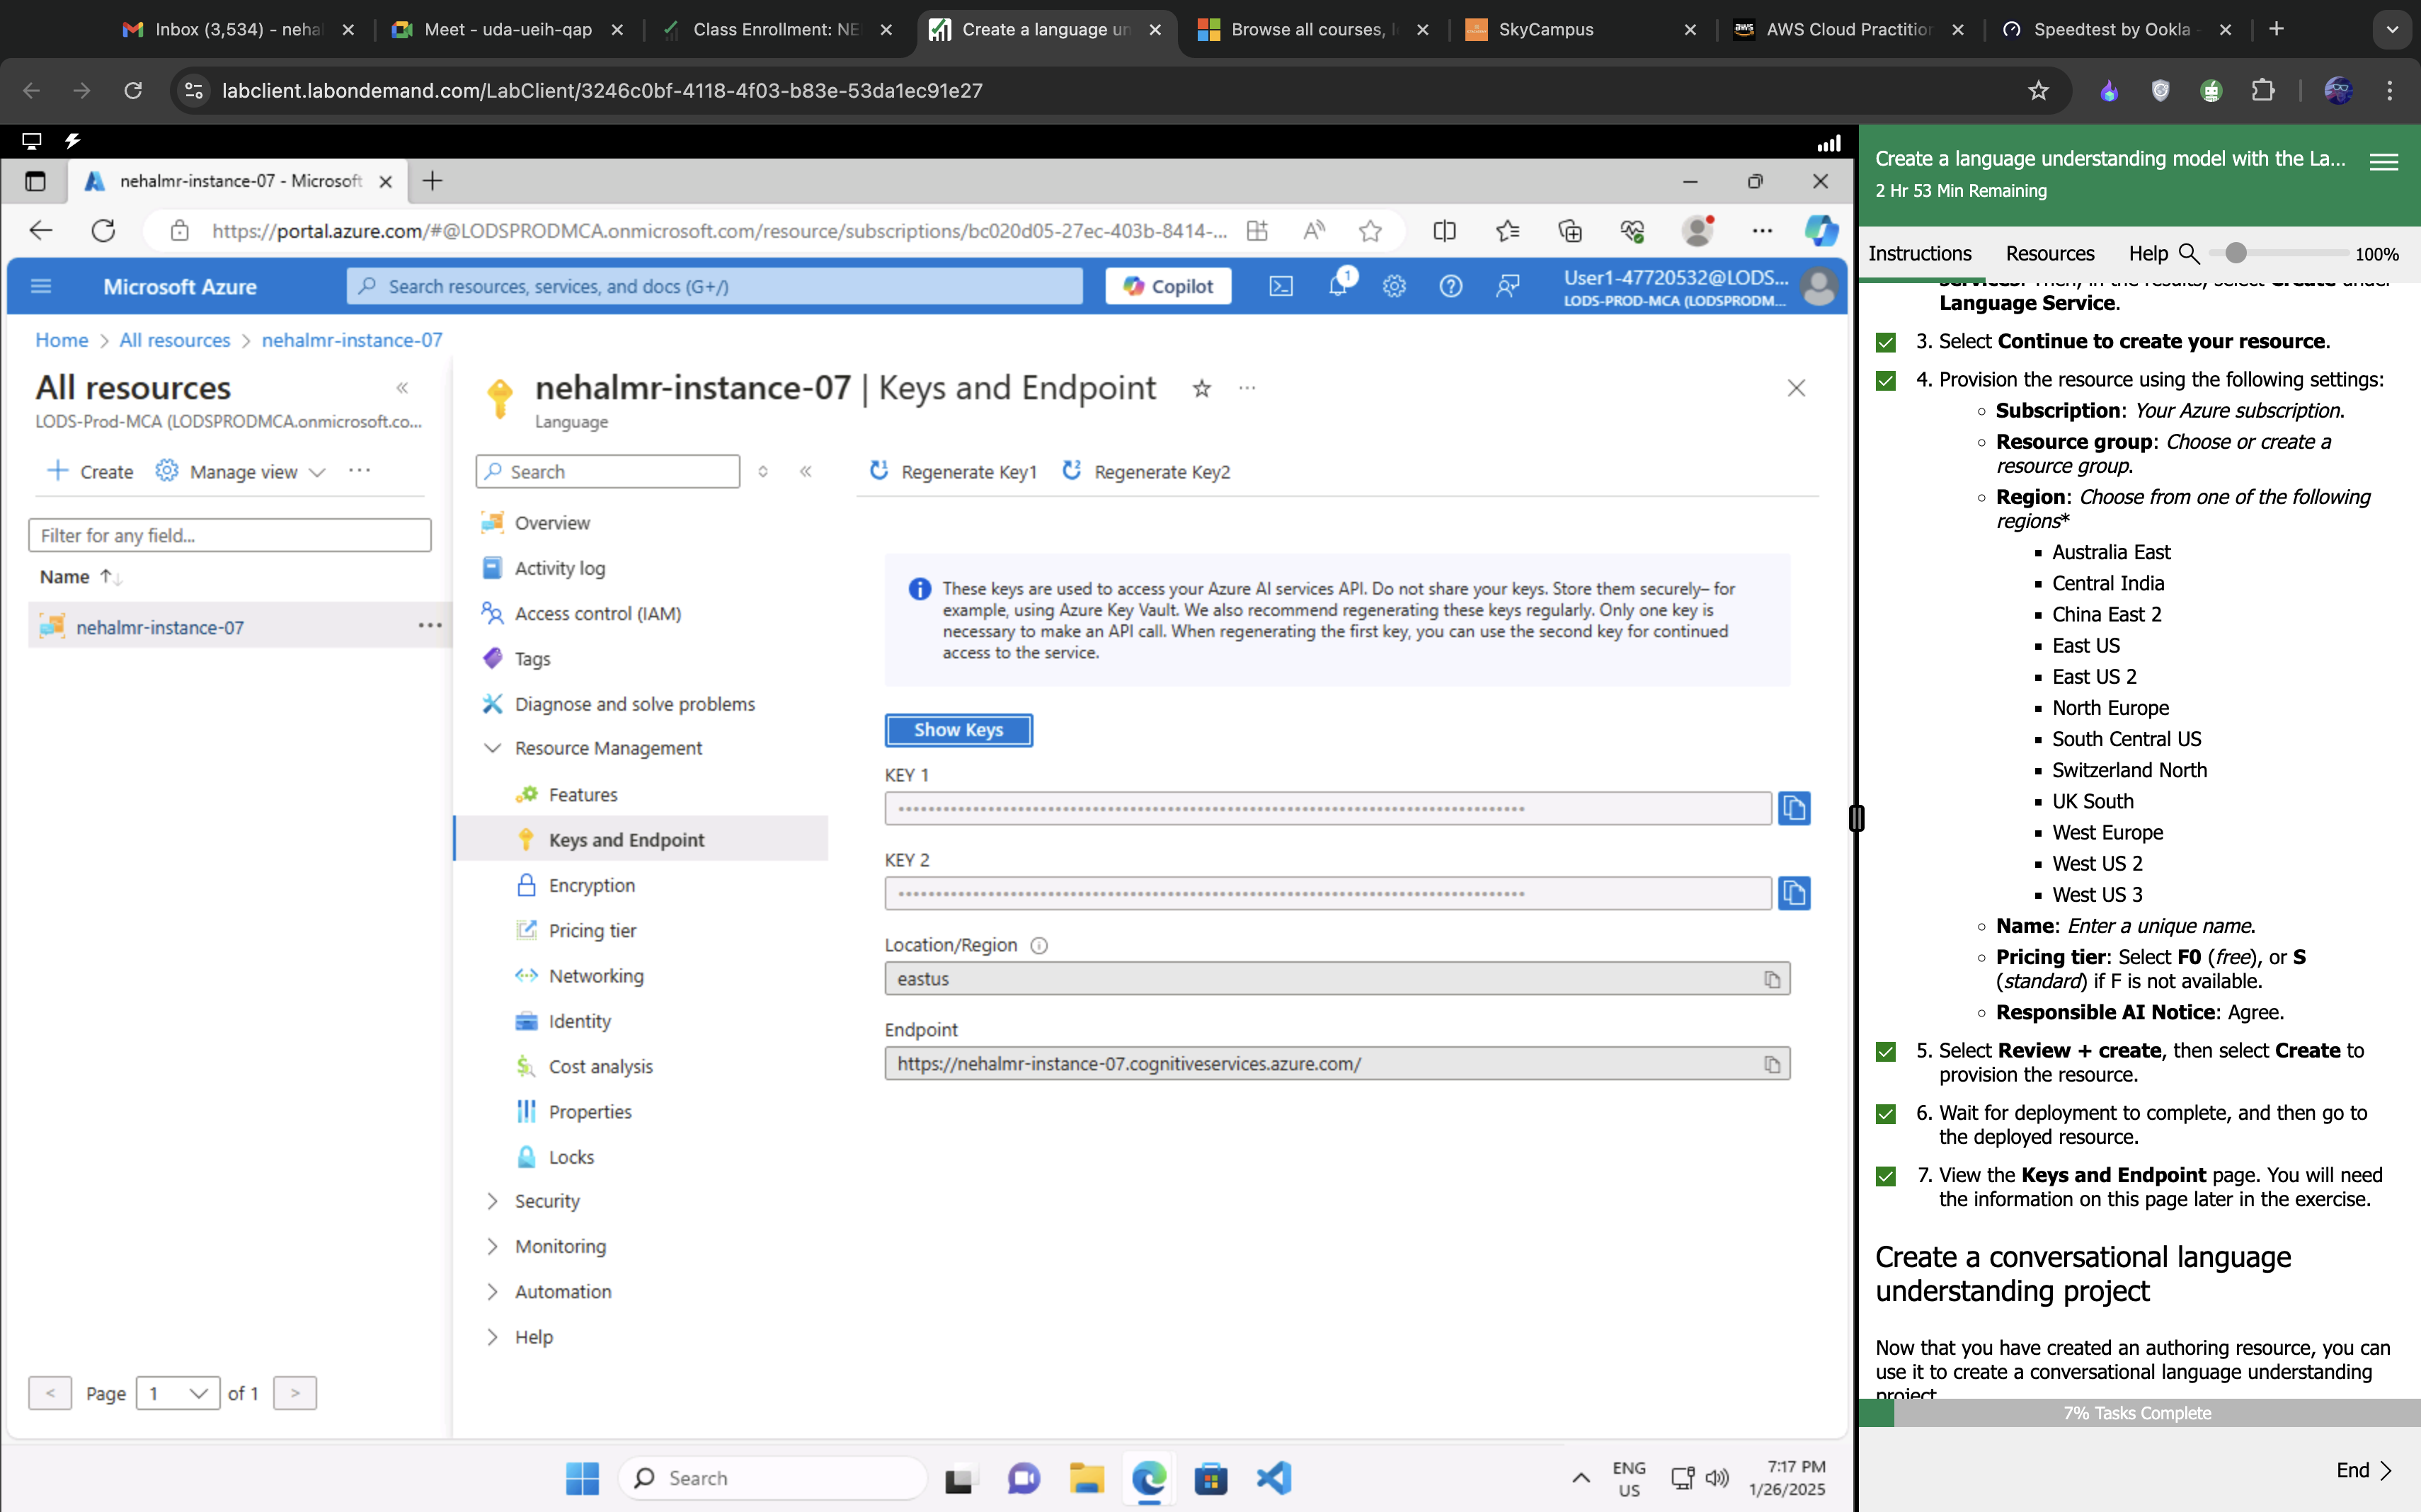 Inbox (3,534) - neha
Meet - uda-ueih-qap
Class Enrollment: NE
Create a language un
Browse all courses, l
SkyCampus
AWS Cloud Practition
Speedtest by Ookla -
labclient.labondemand.com/LabClient/3246c0bf-4118-4f03-b83e-53da1ec91e27
nehalmr-instance-07 - Microsoft
https://portal.azure.com/#@LODSPRODMCA.onmicrosoft.com/resource/subscriptions/bc020d05-27ec-403b-8414-...
Microsoft Azure
Search resources, services, and docs (G+/)
Copilot
1
User1-47720532@LODS...
LODS-PROD-MCA (LODSPRODM...
Home > All resources > nehalmr-instance-07
All resources
LODS-Prod-MCA (LODSPRODMCA.onmicrosoft.co...
Create
Manage view
Filter for any field...
Name
nehalmr-instance-07
Page 1 of 1
nehalmr-instance-07 | Keys and Endpoint
Language
Search
Overview
Activity log
Access control (IAM)
Tags
Diagnose and solve problems
Resource Management
Features
Keys and Endpoint
Encryption
Pricing tier
Networking
Identity
Cost analysis
Properties
Locks
Security
Monitoring
Automation
Help
Regenerate Key1
Regenerate Key2
These keys are used to access your Azure AI services API. Do not share your keys. Store them securely– for
example, using Azure Key Vault. We also recommend regenerating these keys regularly. Only one key is
necessary to make an API call. When regenerating the first key, you can use the second key for continued
access to the service.
Show Keys
KEY 1
KEY 2
Location/Region
eastus
Endpoint
https://nehalmr-instance-07.cognitiveservices.azure.com/
Search
ENG
US
7:17 PM
1/26/2025
Create a language understanding model with the La...
2 Hr 53 Min Remaining
Instructions
Resources
Help
100%
Services. Then, in the results, select Create under
Language Service.
3. Select Continue to create your resource.
4. Provision the resource using the following settings:
Subscription: Your Azure subscription.
Resource group: Choose or create a
resource group.
Region: Choose from one of the following
regions*
Australia East
Central India
China East 2
East US
East US 2
North Europe
South Central US
Switzerland North
UK South
West Europe
West US 2
West US 3
Name: Enter a unique name.
Pricing tier: Select F0 (free), or S
(standard) if F is not available.
Responsible AI Notice: Agree.
5. Select Review + create, then select Create to
provision the resource.
6. Wait for deployment to complete, and then go to
the deployed resource.
7. View the Keys and Endpoint page. You will need
the information on this page later in the exercise.
Create a conversational language
understanding project
Now that you have created an authoring resource, you can
use it to create a conversational language understanding
project
7% Tasks Complete
End